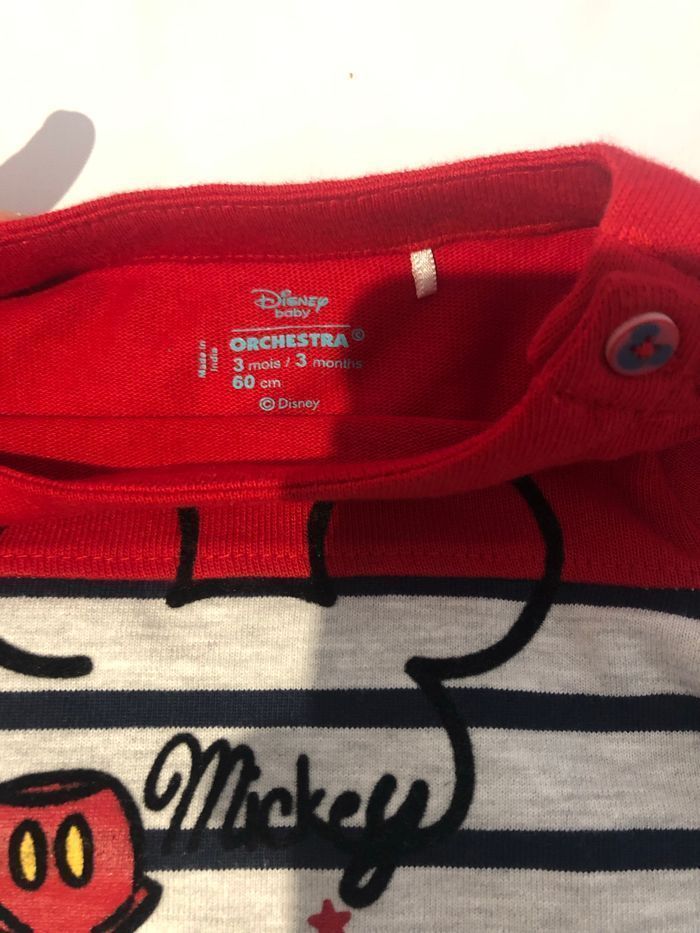 Disney
baby
Made in
India
ORCHESTRA©
3 mois / 3 months
60 cm
© Disney
Mickey